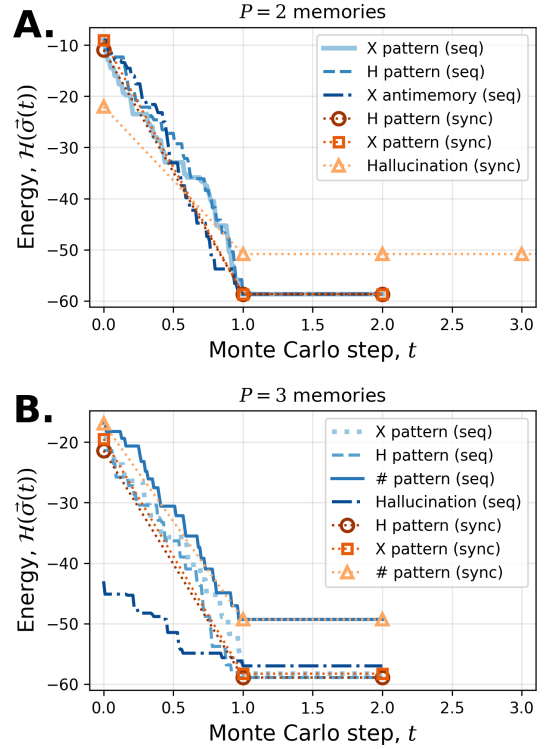 A.
P = 2 memories
Energy, ℋ(σ⃗(t))
−10
−20
−30
−40
−50
−60
X pattern (seq)
H pattern (seq)
X antimemory (seq)
H pattern (sync)
X pattern (sync)
Hallucination (sync)
0.0 0.5 1.0 1.5 2.0 2.5 3.0
Monte Carlo step, t
B.
P = 3 memories
Energy, ℋ(σ⃗(t))
−20
−30
−40
−50
−60
X pattern (seq)
H pattern (seq)
# pattern (seq)
Hallucination (seq)
H pattern (sync)
X pattern (sync)
# pattern (sync)
0.0 0.5 1.0 1.5 2.0 2.5 3.0
Monte Carlo step, t